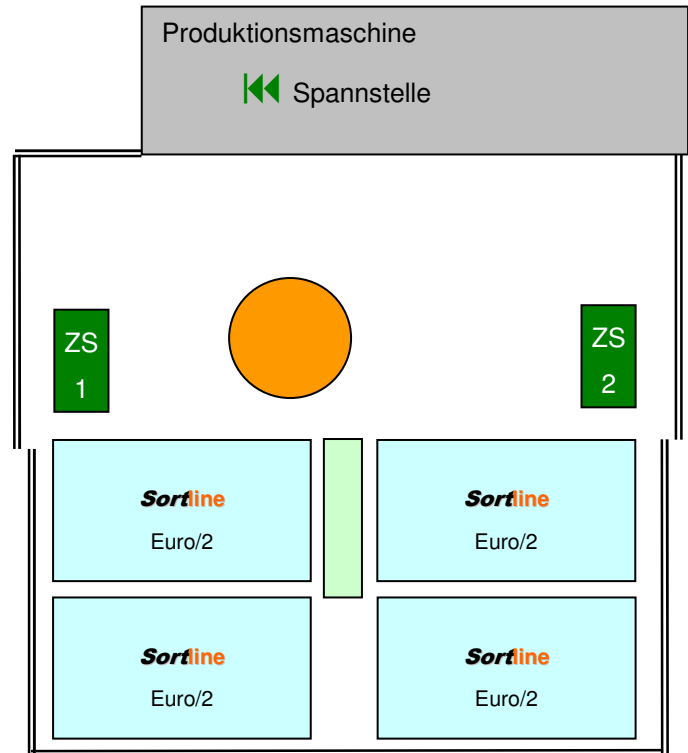 Produktionsmaschine
Spannstelle
ZS
1
ZS
2
Sortline
Euro/2
Sortline
Euro/2
Sortline
Euro/2
Sortline
Euro/2